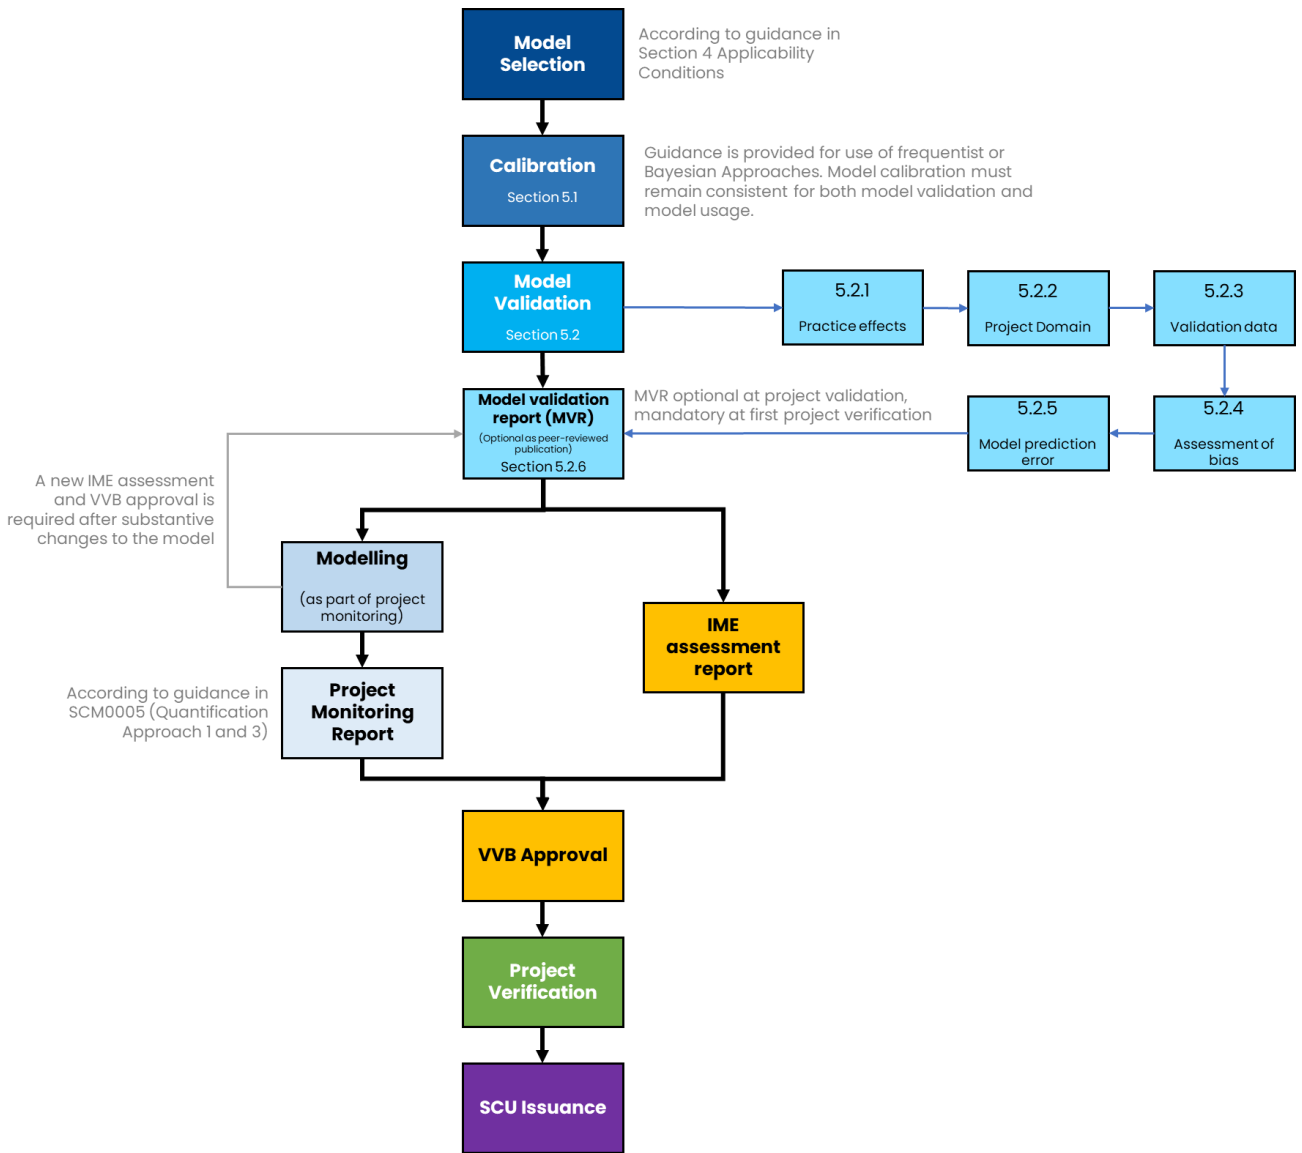 Model
Selection
According to guidance in
Section 4 Applicability
Conditions
Calibration
Section 5.1
Guidance is provided for use of frequentist or
Bayesian Approaches. Model calibration must
remain consistent for both model validation and
model usage.
Model
Validation
Section 5.2
5.2.1
Practice effects
5.2.2
Project Domain
5.2.3
Validation data
Model validation
report (MVR)
(Optional as peer-reviewed
publication)
Section 5.2.6
MVR optional at project validation,
mandatory at first project verification
5.2.5
Model prediction
error
5.2.4
Assessment of
bias
A new IME assessment
and VVB approval is
required after substantive
changes to the model
Modelling
(as part of project
monitoring)
IME
assessment
report
According to guidance in
SCM0005 (Quantification
Approach 1 and 3)
Project
Monitoring
Report
VVB Approval
Project
Verification
SCU Issuance